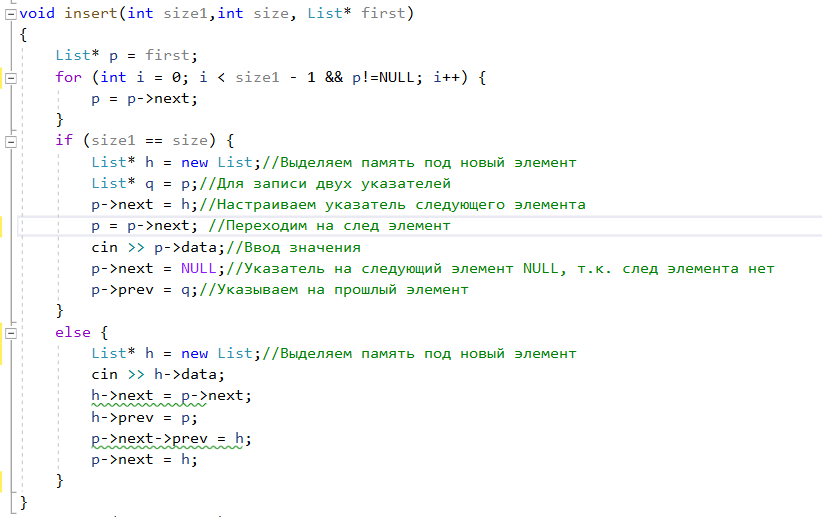 void insert(int size1,int size, List* first)
{
    List* p = first;
    for (int i = 0; i < size1 - 1 && p!=NULL; i++) {
        p = p->next;
    }
    if (size1 == size) {
        List* h = new List;//Выделяем память под новый элемент
        List* q = p;//Для записи двух указателей
        p->next = h;//Настраиваем указатель следующего элемента
        p = p->next; //Переходим на след элемент
        cin >> p->data;//Ввод значения
        p->next = NULL;//Указатель на следующий элемент NULL, т.к. след элемента нет
        p->prev = q;//Указываем на прошлый элемент
    }
    else {
        List* h = new List;//Выделяем память под новый элемент
        cin >> h->data;
        h->next = p->next;
        h->prev = p;
        p->next->prev = h;
        p->next = h;
    }
}